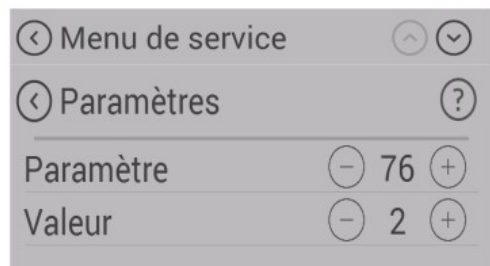 Menu de service
Paramètres ?
Paramètre - 76 +
Valeur - 2 +